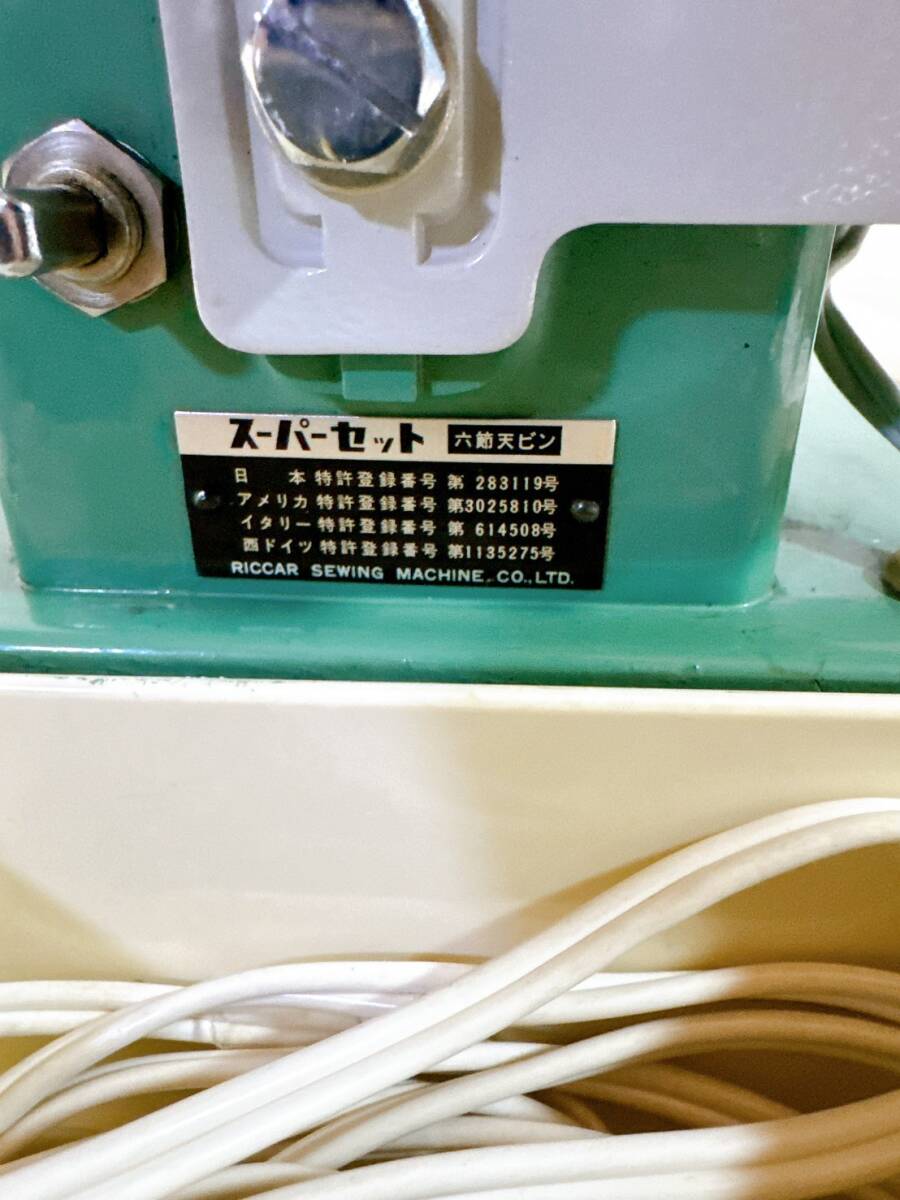 スーパーセット 六節天ビン
日本特許登録番号 第 283119号
アメリカ特許登録番号 第3025810号
イタリー特許登録番号 第 614508号
西ドイツ特許登録番号 第1135275号
RICCAR SEWING MACHINE. CO., LTD.